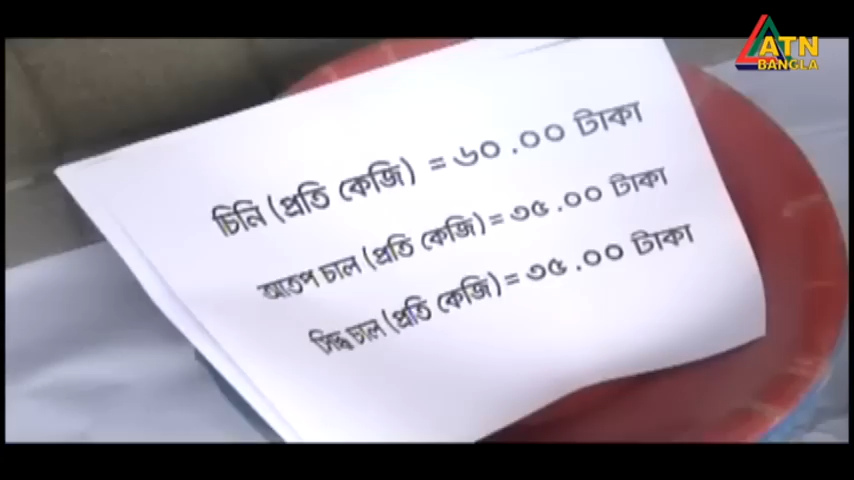 ATN
BANGLA
চিনি (প্রতি কেজি) = ৬০.০০ টাকা
আতপ চাল (প্রতি কেজি) = ৩৫.০০ টাকা
সিদ্ধ চাল (প্রতি কেজি) = ৩৫.০০ টাকা